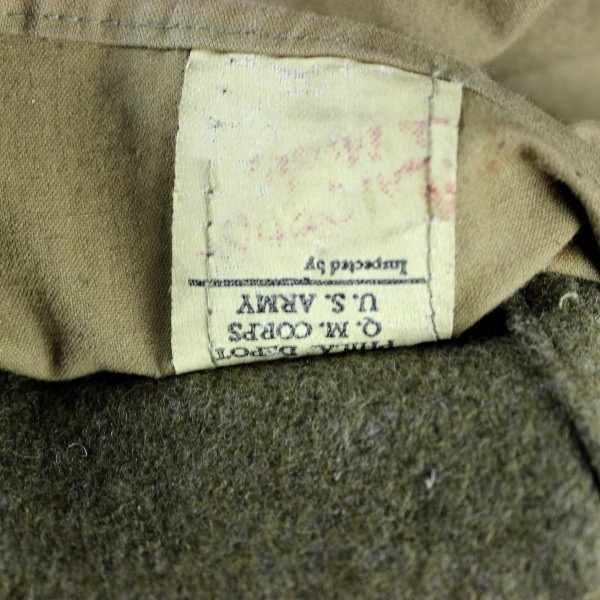 PHILA. DEPOT
Q. M. CORPS
U. S. ARMY
Inspected by